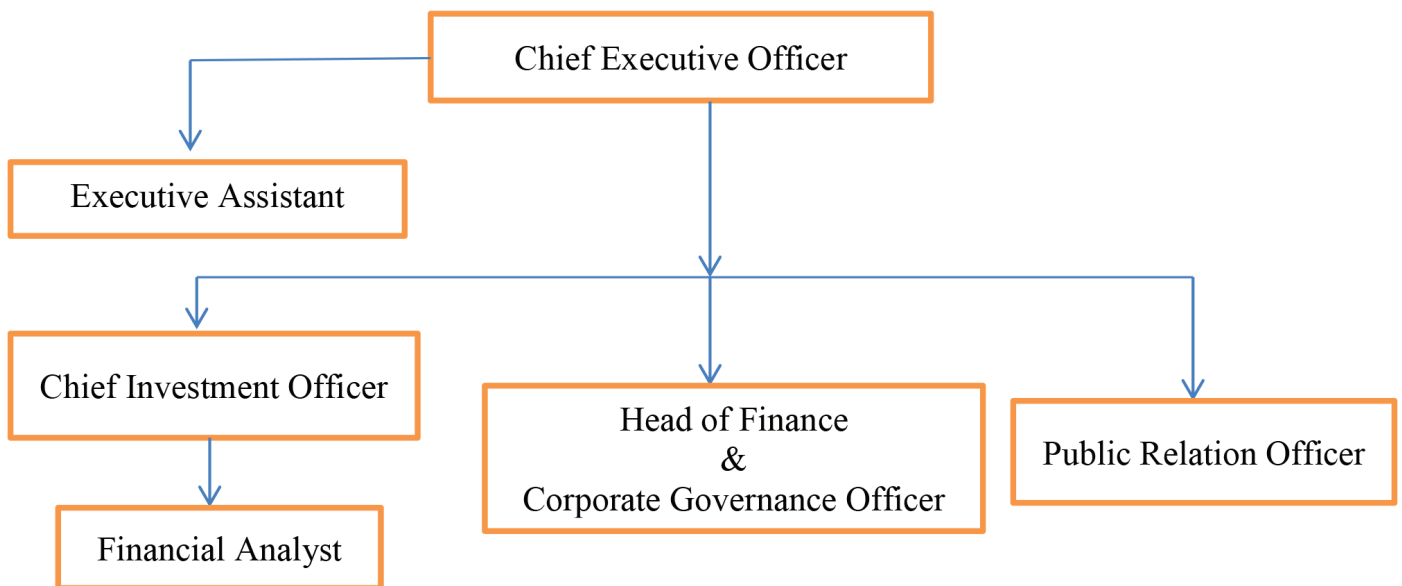 Chief Executive Officer
Executive Assistant
Chief Investment Officer
Head of Finance
&
Corporate Governance Officer
Public Relation Officer
Financial Analyst